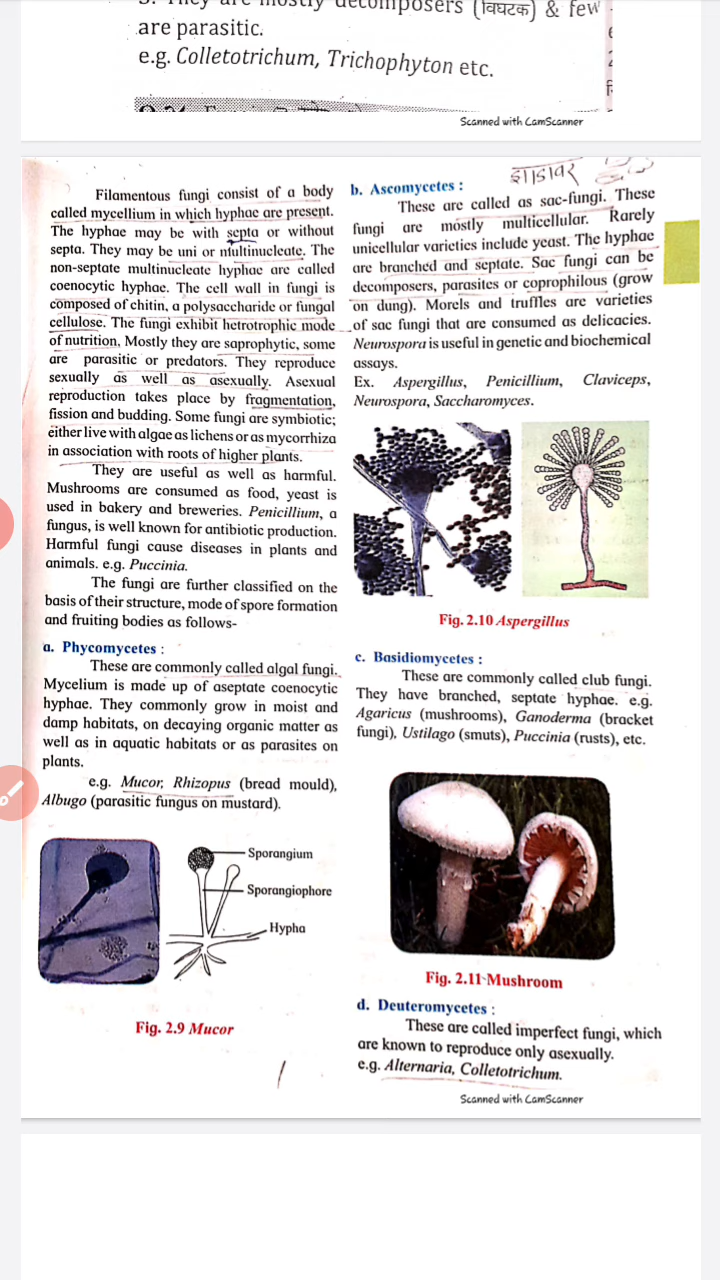 are parasitic.
e.g. Colletotrichum, Trichophyton etc.
Scanned with CamScanner
Filamentous fungi consist of a body
called mycellium in which hyphae are present.
The hyphae may be with septa or without
septa. They may be uni or multinucleate. The
non-septate multinucleate hyphae are called
coenocytic hyphae. The cell wall in fungi is
composed of chitin, a polysaccharide or fungal
cellulose. The fungi exhibit hetrotrophic mode
of nutrition. Mostly they are saprophytic, some
are parasitic or predators. They reproduce
sexually as well as asexually. Asexual
reproduction takes place by fragmentation,
fission and budding. Some fungi are symbiotic;
either live with algae as lichens or as mycorrhiza
in association with roots of higher plants.
They are useful as well as harmful.
Mushrooms are consumed as food, yeast is
used in bakery and breweries. Penicillium, a
fungus, is well known for antibiotic production.
Harmful fungi cause diseases in plants and
animals. e.g. Puccinia.
The fungi are further classified on the
basis of their structure, mode of spore formation
and fruiting bodies as follows-
a. Phycomycetes :
These are commonly called algal fungi.
Mycelium is made up of aseptate coenocytic
hyphae. They commonly grow in moist and
damp habitats, on decaying organic matter as
well as in aquatic habitats or as parasites on
plants.
e.g. Mucor, Rhizopus (bread mould),
Albugo (parasitic fungus on mustard).
Sporangium
Sporangiophore
Hypha
Fig. 2.9 Mucor
b. Ascomycetes :
These are called as sac-fungi. These
fungi are mostly multicellular. Rarely
unicellular varieties include yeast. The hyphae
are branched and septate. Sac fungi can be
decomposers, parasites or coprophilous (grow
on dung). Morels and truffles are varieties
of sac fungi that are consumed as delicacies.
Neurospora is useful in genetic and biochemical
assays.
Ex. Aspergillus, Penicillium, Claviceps,
Neurospora, Saccharomyces.
Fig. 2.10 Aspergillus
c. Basidiomycetes :
These are commonly called club fungi.
They have branched, septate hyphae. e.g.
Agaricus (mushrooms), Ganoderma (bracket
fungi), Ustilago (smuts), Puccinia (rusts), etc.
Fig. 2.11 Mushroom
d. Deuteromycetes :
These are called imperfect fungi, which
are known to reproduce only asexually.
e.g. Alternaria, Colletotrichum.
Scanned with CamScanner